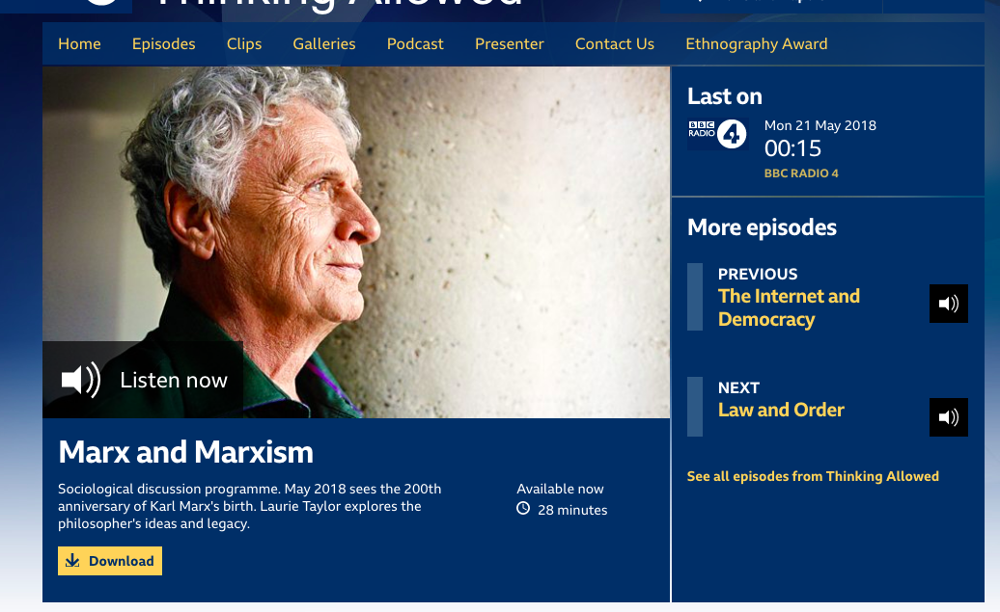 Thinking Allowed
Home Episodes Clips Galleries Podcast Presenter Contact Us Ethnography Award
Listen now
Marx and Marxism
Sociological discussion programme. May 2018 sees the 200th
anniversary of Karl Marx's birth. Laurie Taylor explores the
philosopher's ideas and legacy.
Available now
28 minutes
Download
Last on
BBC
RADIO 4
Mon 21 May 2018
00:15
BBC RADIO 4
More episodes
PREVIOUS
The Internet and
Democracy
NEXT
Law and Order
See all episodes from Thinking Allowed